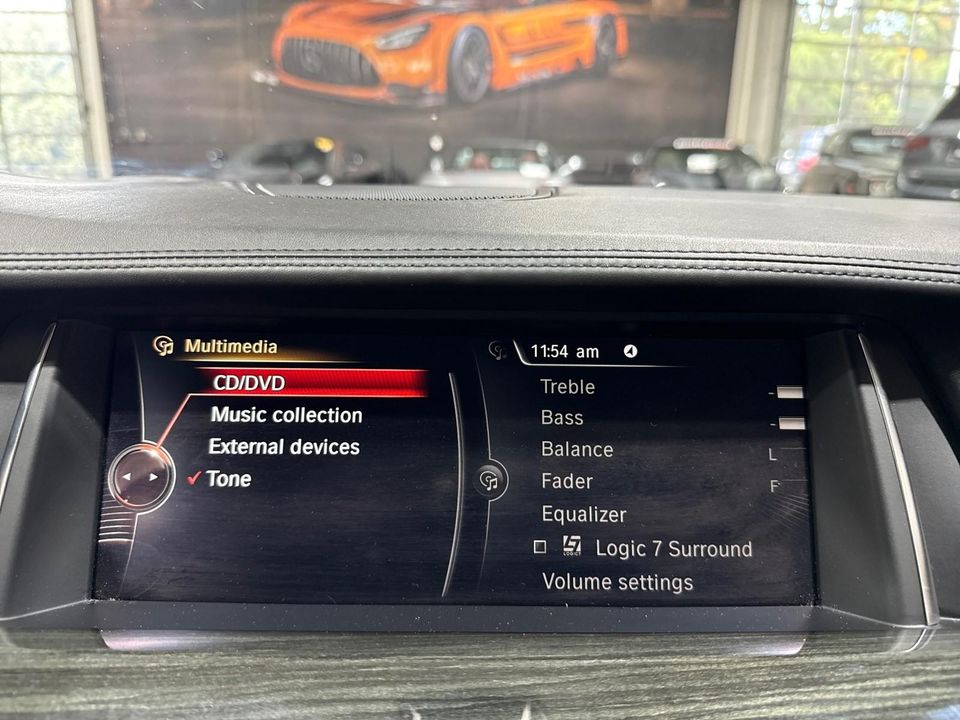 Multimedia
CD/DVD
Music collection
External devices
Tone
11:54 am
Treble
Bass
Balance L
Fader F
Equalizer
LOGIC7 Logic 7 Surround
Volume settings